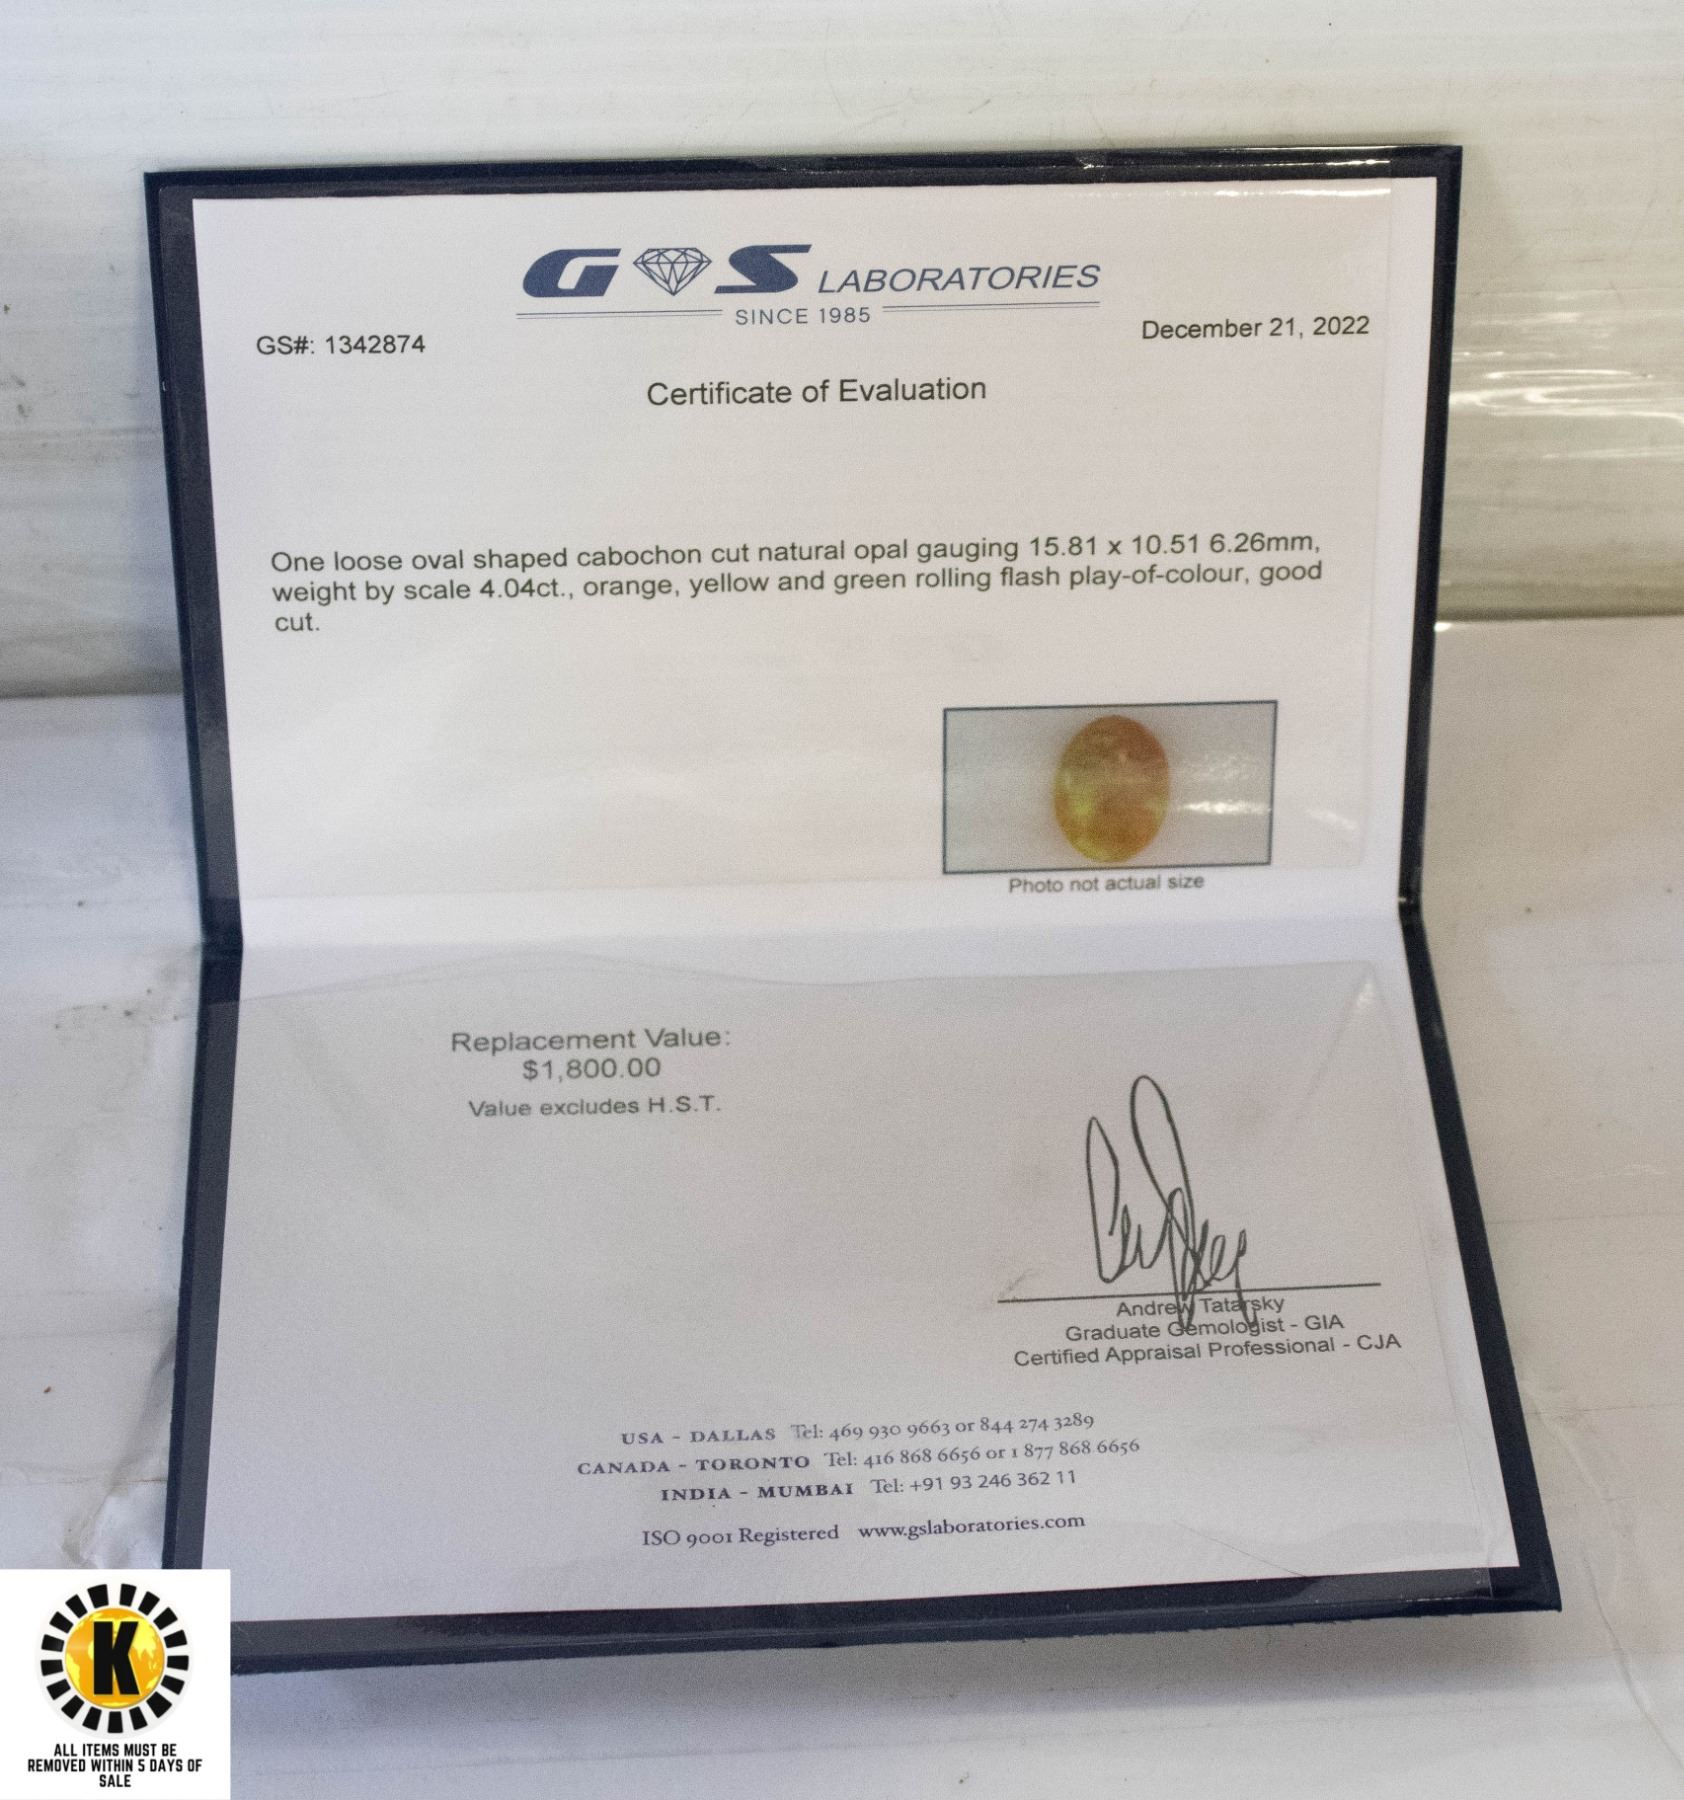 GS LABORATORIES
SINCE 1985
GS#: 1342874
December 21, 2022
Certificate of Evaluation
One loose oval shaped cabochon cut natural opal gauging 15.81 x 10.51 6.26mm,
weight by scale 4.04ct., orange, yellow and green rolling flash play-of-colour, good
cut.
Photo not actual size
Replacement Value:
$1,800.00
Value excludes H.S.T.
Andrew Tatarsky
Graduate Gemologist - GIA
Certified Appraisal Professional - CJA
USA - DALLAS Tel: 469 930 9663 or 844 274 3289
CANADA - TORONTO Tel: 416 868 6656 or 1 877 868 6656
INDIA - MUMBAI Tel: +91 93 246 362 11
ISO 9001 Registered www.gslaboratories.com
K
ALL ITEMS MUST BE
REMOVED WITHIN 5 DAYS OF
SALE